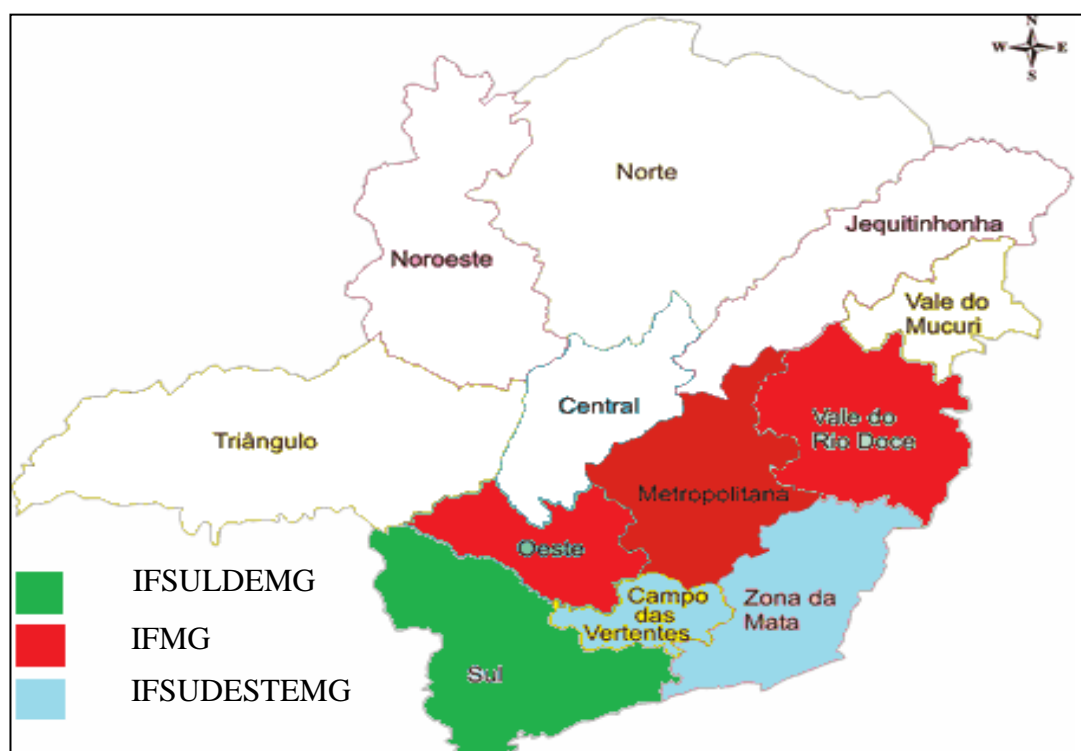 N
W E
S
Norte
Jequitinhonha
Noroeste
Vale do
Mucuri
Central
Vale do
Rio Doce
Triângulo
Metropolitana
Oeste
Campo
das
Vertentes
Zona da
Mata
Sul
IFSULDEMG
IFMG
IFSUDESTEMG